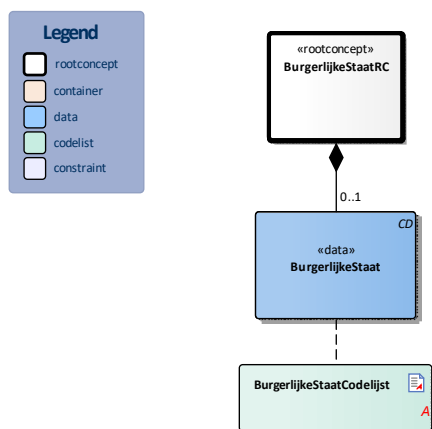 Legend
rootconcept
container
data
codelist
constraint
«rootconcept»
BurgerlijkeStaatRC
0..1
CD
«data»
BurgerlijkeStaat
BurgerlijkeStaatCodelijst
A